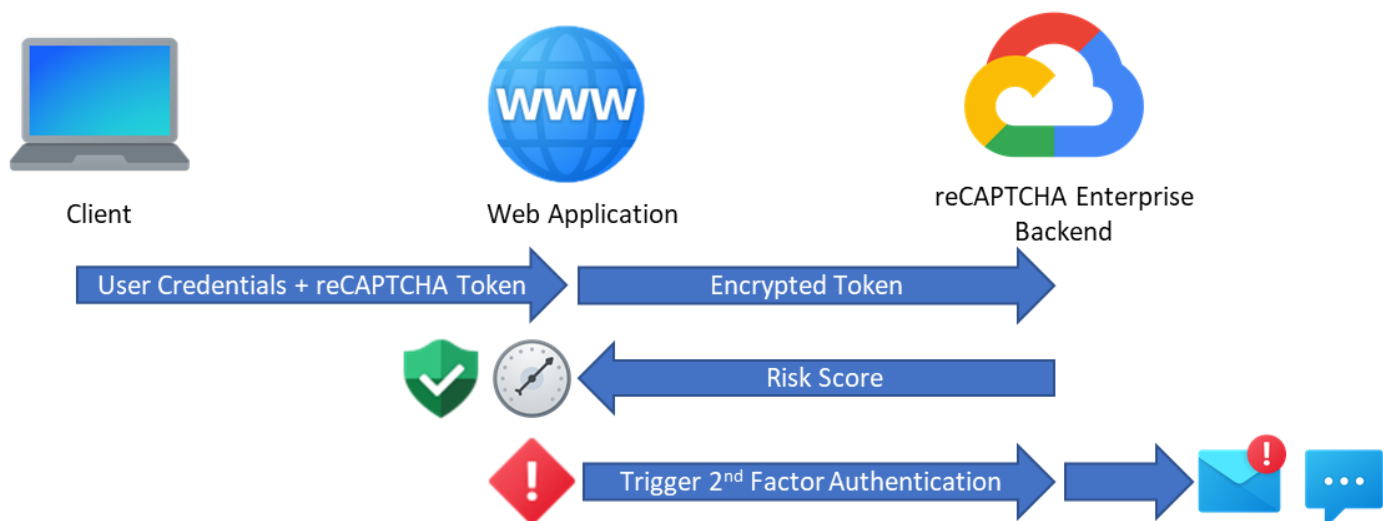 WWW
Client
Web Application
reCAPTCHA Enterprise
Backend
User Credentials + reCAPTCHA Token
Encrypted Token
Risk Score
Trigger 2nd Factor Authentication